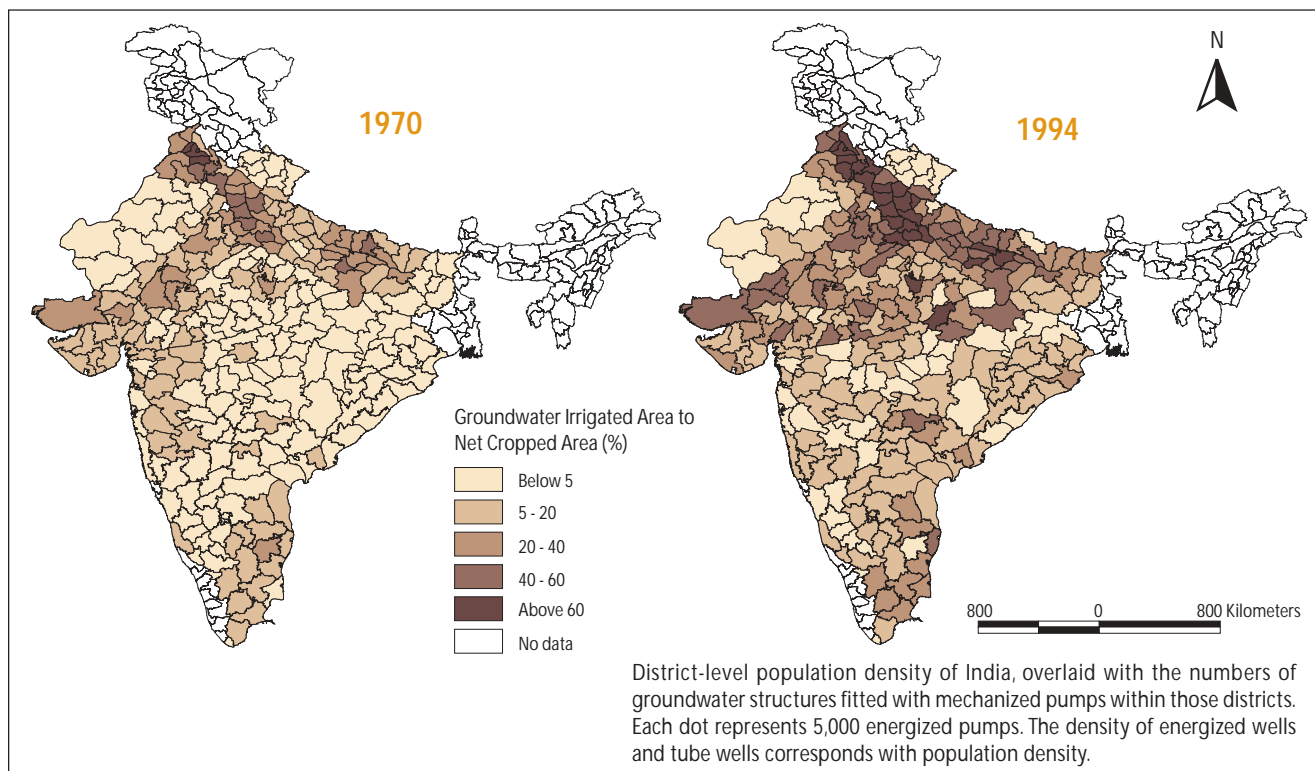 1970
1994
N
Groundwater Irrigated Area to
Net Cropped Area (%)
Below 5
5 - 20
20 - 40
40 - 60
Above 60
No data
800 0 800 Kilometers
District-level population density of India, overlaid with the numbers of
groundwater structures fitted with mechanized pumps within those districts.
Each dot represents 5,000 energized pumps. The density of energized wells
and tube wells corresponds with population density.